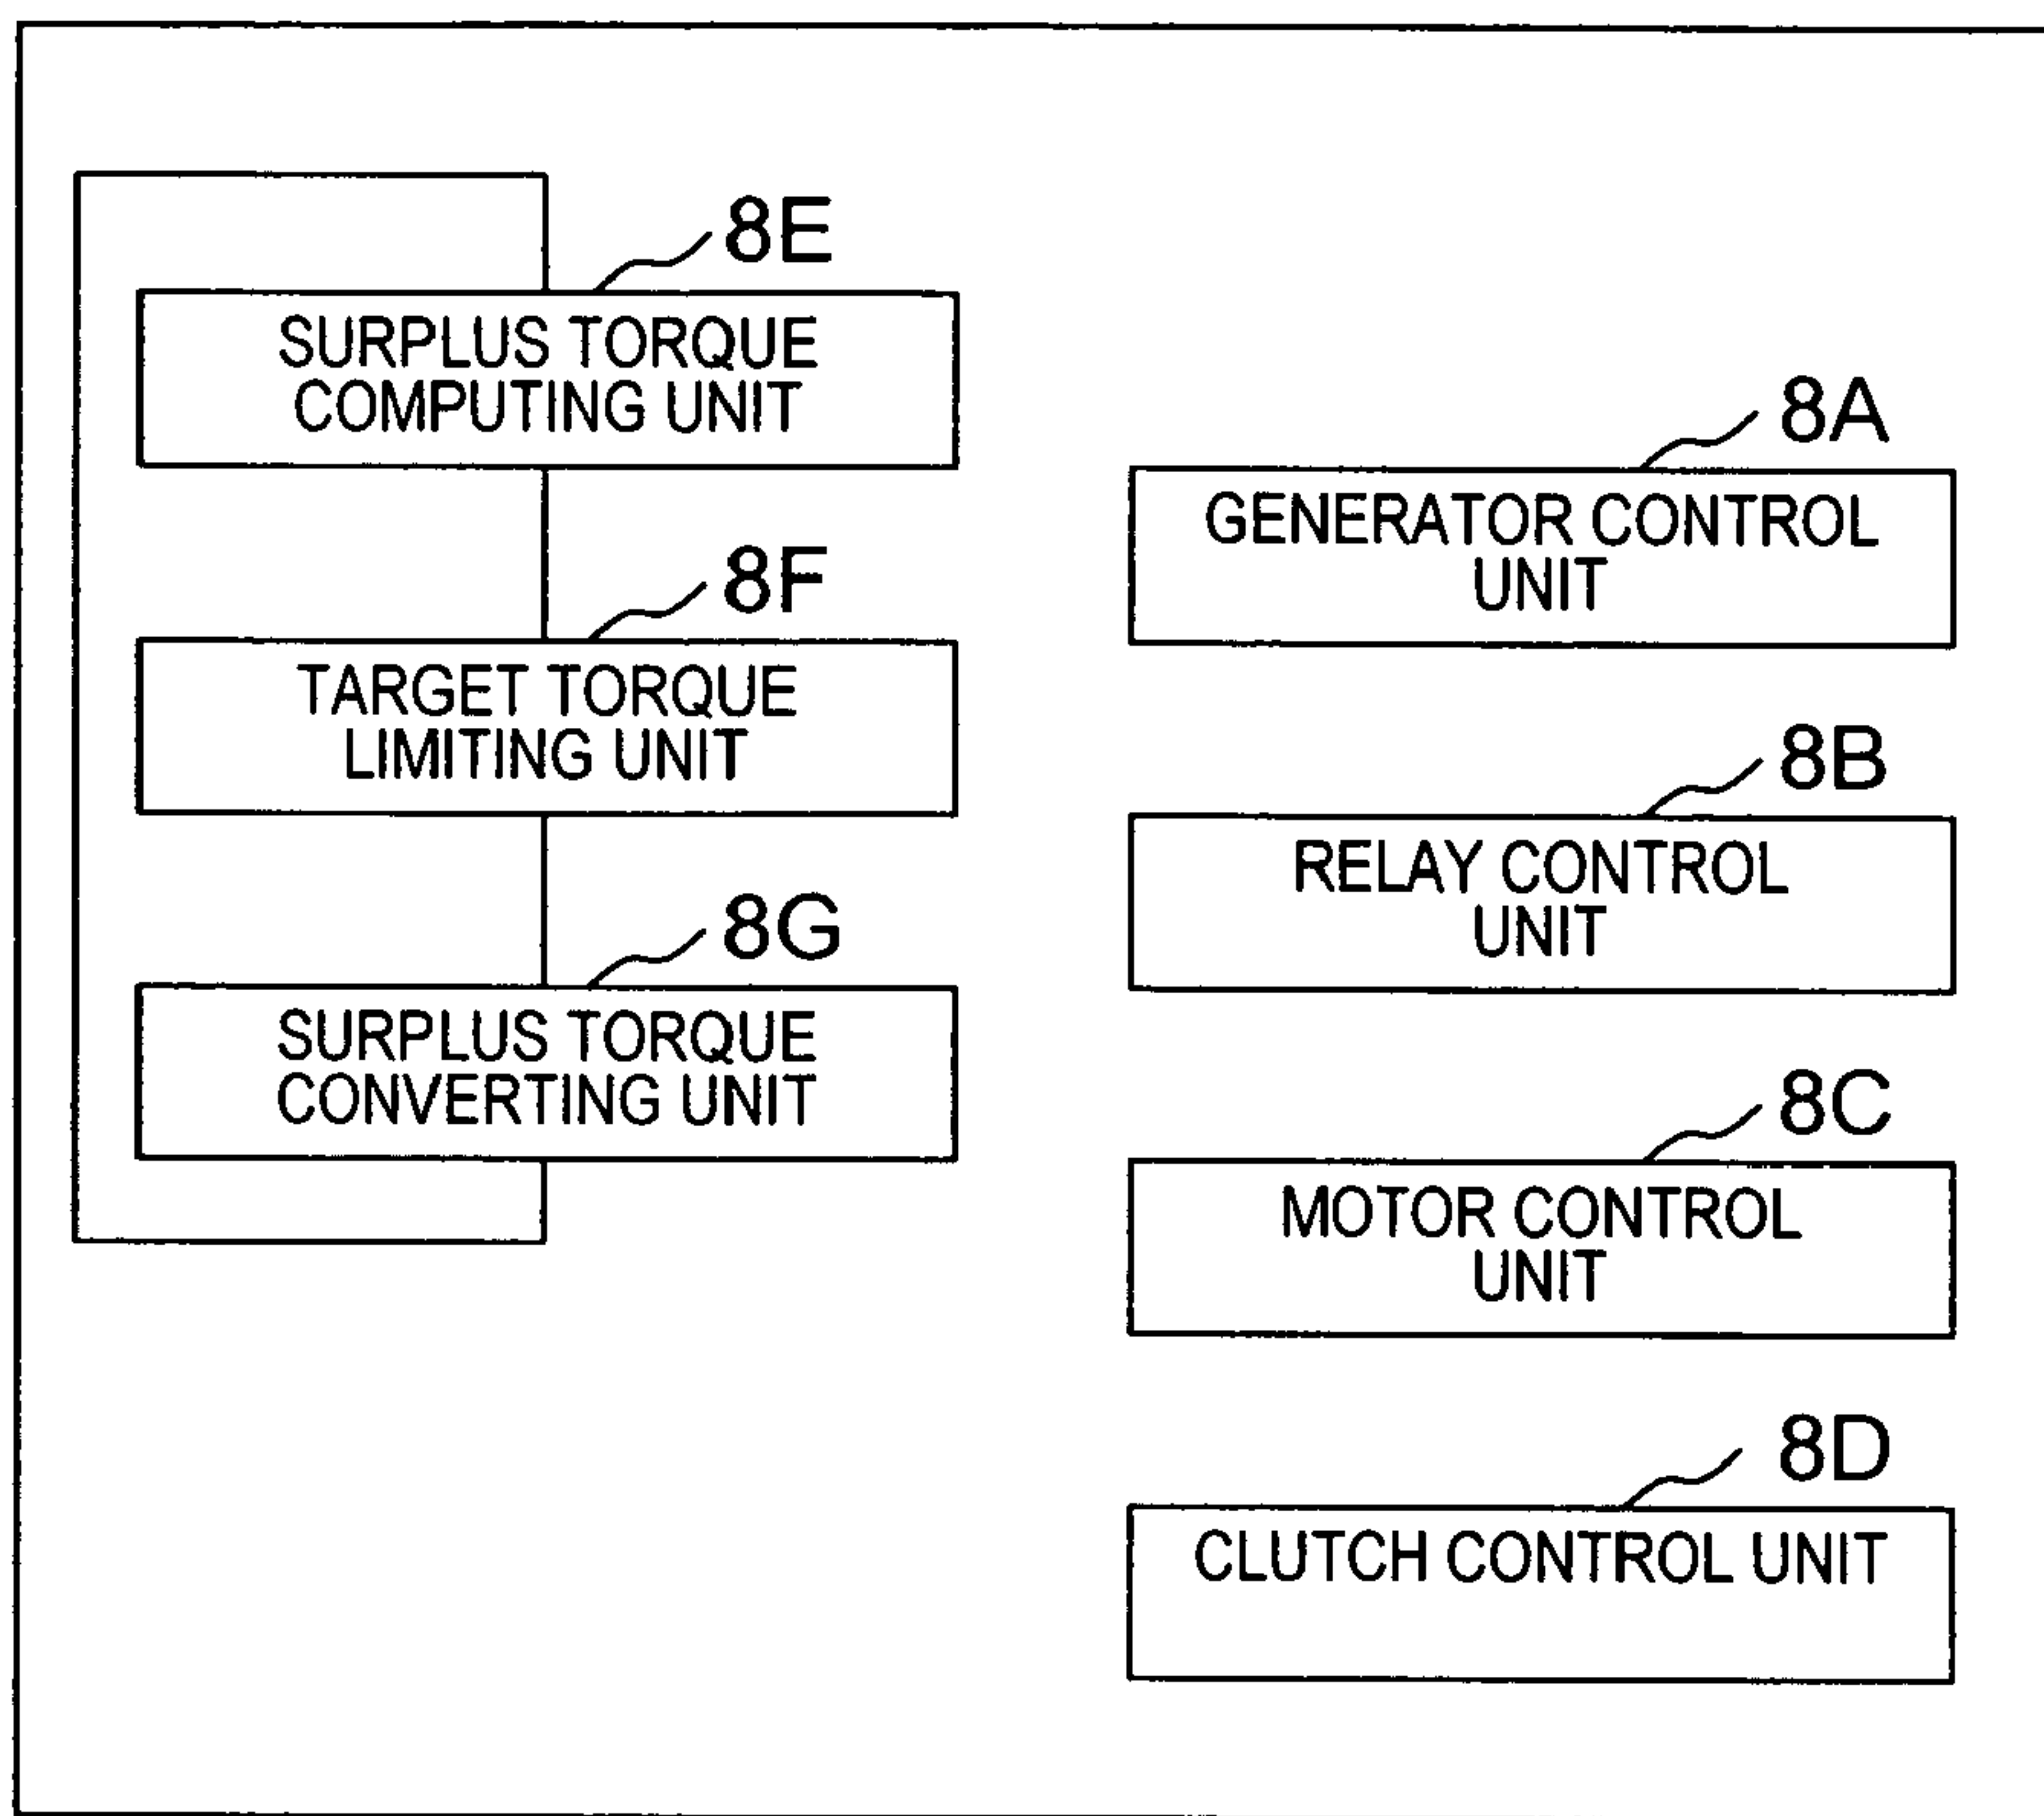 8E
SURPLUS TORQUE
COMPUTING UNIT
8F
TARGET TORQUE
LIMITING UNIT
8G
SURPLUS TORQUE
CONVERTING UNIT
8A
GENERATOR CONTROL
UNIT
8B
RELAY CONTROL
UNIT
8C
MOTOR CONTROL
UNIT
8D
CLUTCH CONTROL UNIT